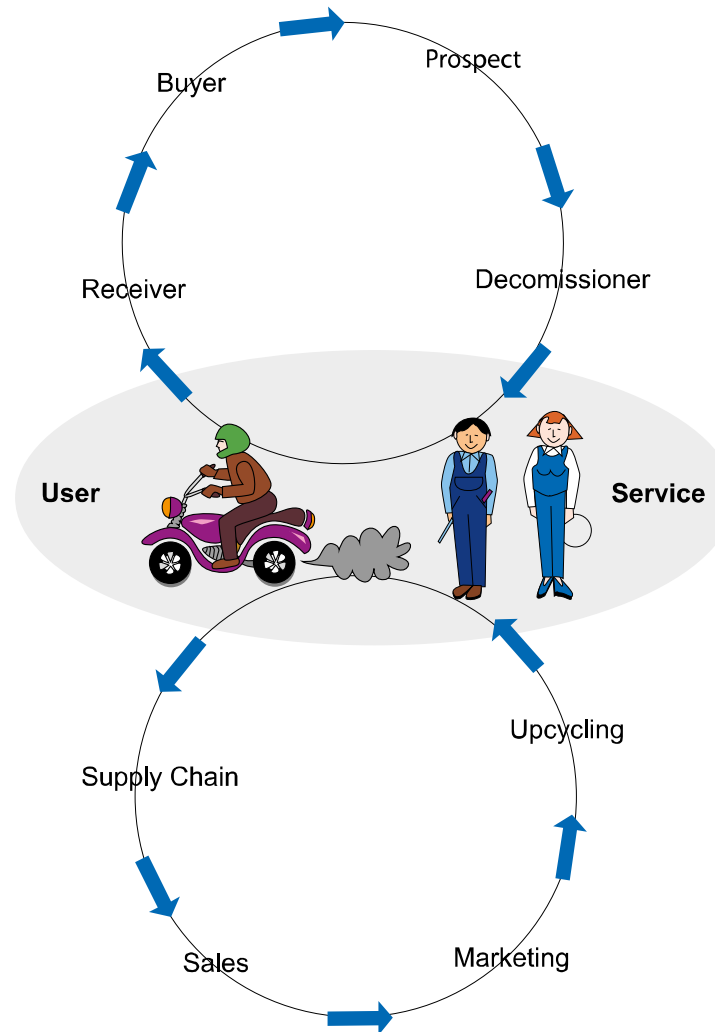 Prospect
Buyer
Decomissioner
Receiver
User
Service
Upcycling
Supply Chain
Marketing
Sales